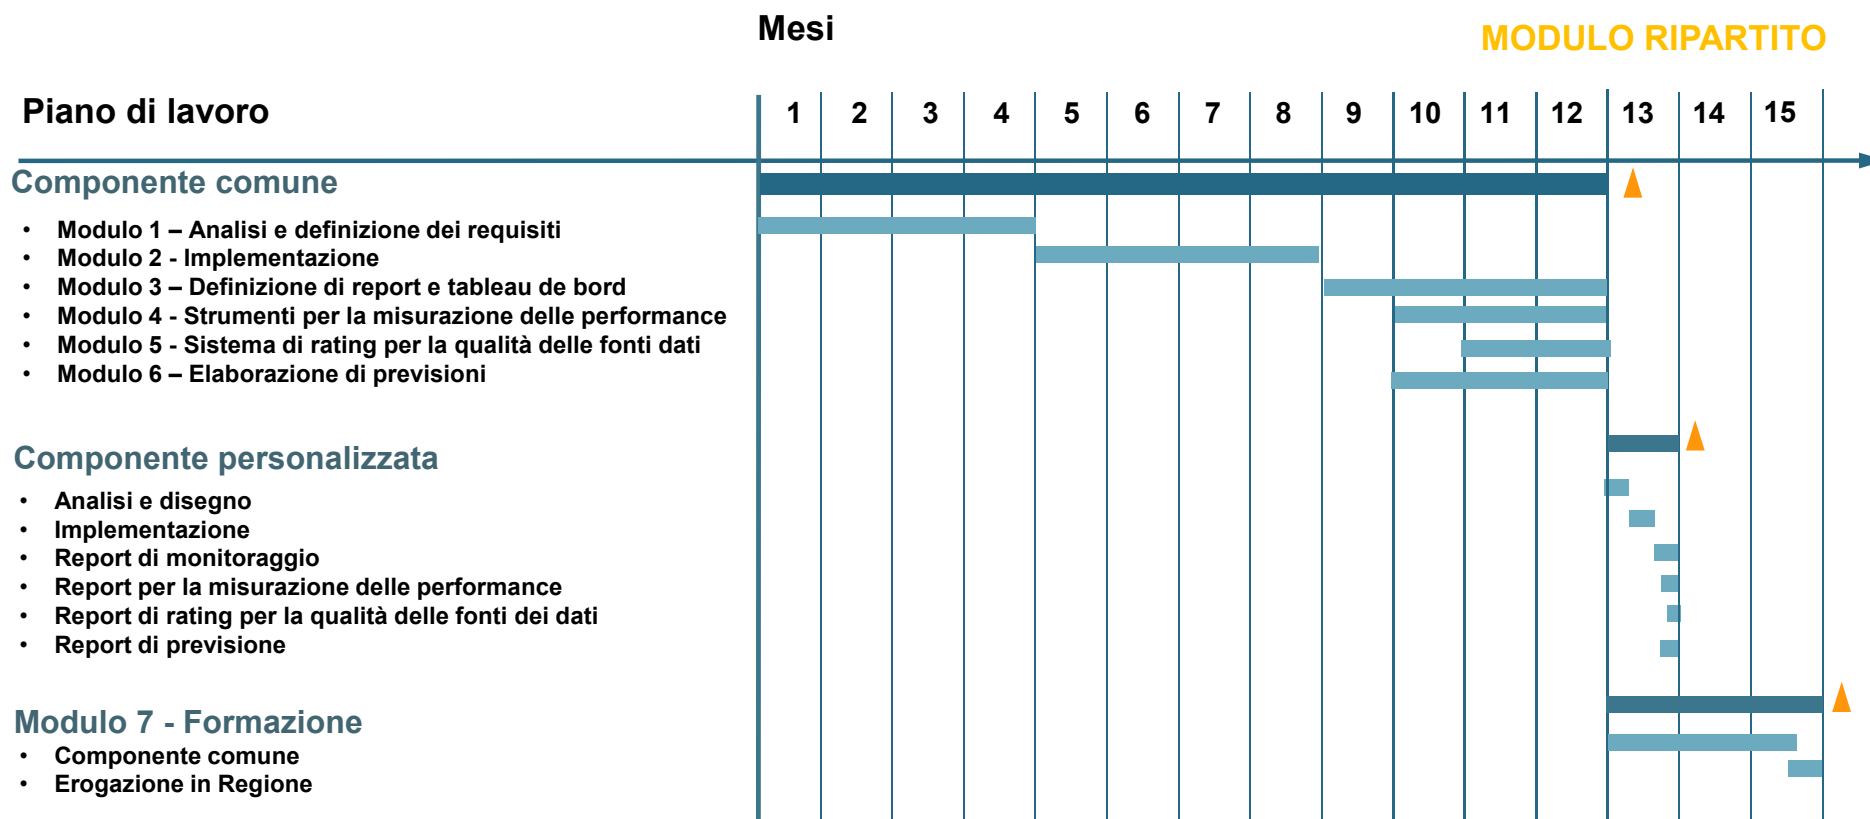 Mesi
MODULO RIPARTITO
Piano di lavoro
1 2 3 4 5 6 7 8 9 10 11 12 13 14 15
Componente comune
• Modulo 1 – Analisi e definizione dei requisiti
• Modulo 2 - Implementazione
• Modulo 3 – Definizione di report e tableau de bord
• Modulo 4 - Strumenti per la misurazione delle performance
• Modulo 5 - Sistema di rating per la qualità delle fonti dati
• Modulo 6 – Elaborazione di previsioni
Componente personalizzata
• Analisi e disegno
• Implementazione
• Report di monitoraggio
• Report per la misurazione delle performance
• Report di rating per la qualità delle fonti dei dati
• Report di previsione
Modulo 7 - Formazione
• Componente comune
• Erogazione in Regione